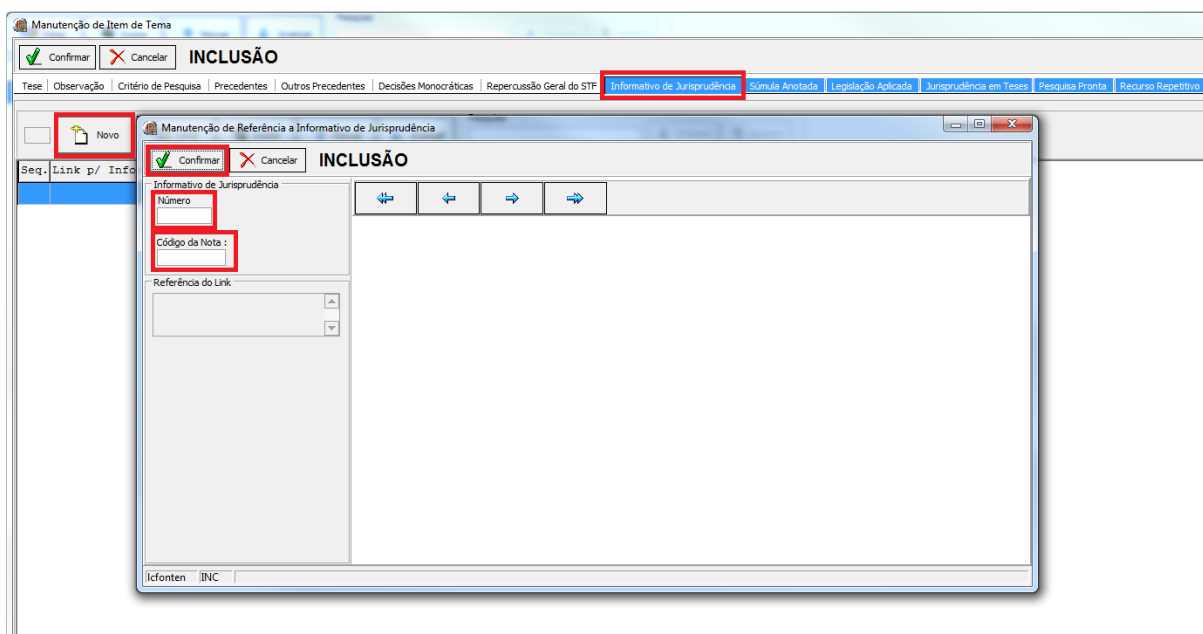 Manutenção de Item de Tema
Confirmar Cancelar INCLUSÃO
Tese Observação Critério de Pesquisa Precedentes Outros Precedentes Decisões Monocráticas Repercussão Geral do STF Informativo de Jurisprudência Súmula Anotada Legislação Aplicada Jurisprudência em Teses Pesquisa Pronta Recurso Repetitivo
Novo
Seq. Link p/ Info
Manutenção de Referência a Informativo de Jurisprudência
Confirmar Cancelar INCLUSÃO
Informativo de Jurisprudência
Número
Código da Nota :
Referência do Link
lcfonten INC